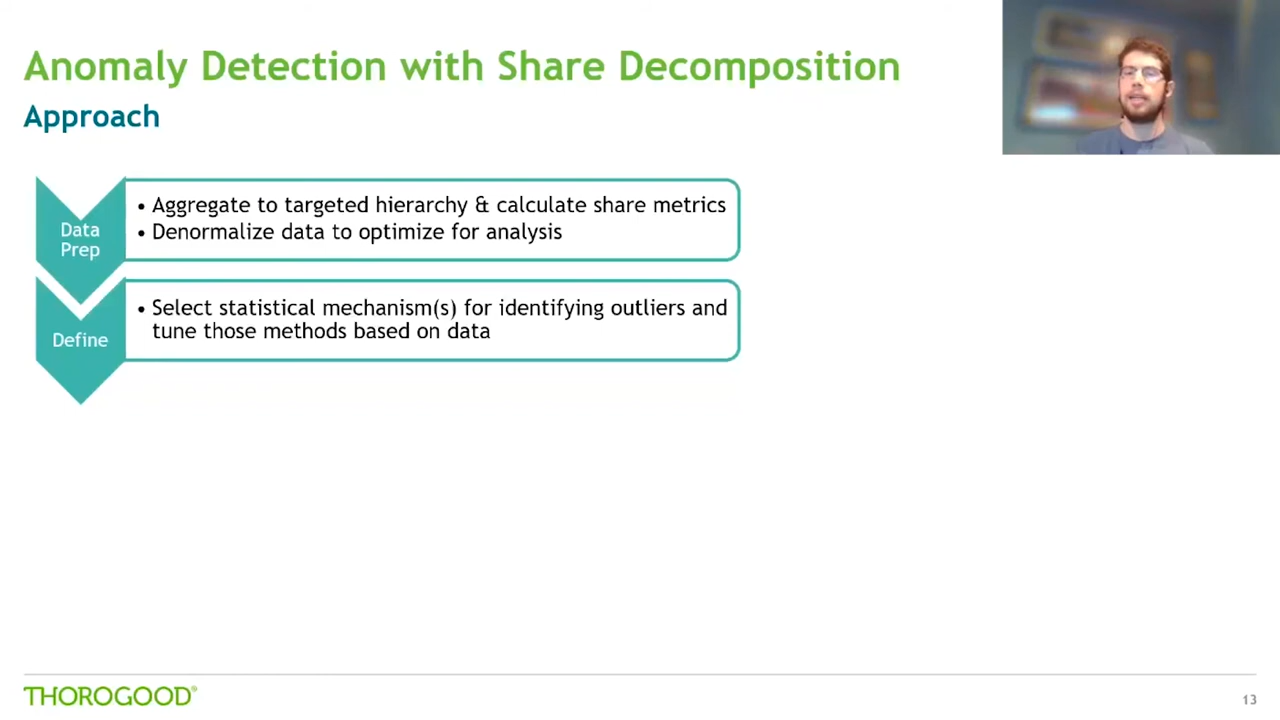 Anomaly Detection with Share Decomposition
Approach
Data
Prep
• Aggregate to targeted hierarchy & calculate share metrics
• Denormalize data to optimize for analysis
Define
• Select statistical mechanism(s) for identifying outliers and
tune those methods based on data
THOROGOOD®
13